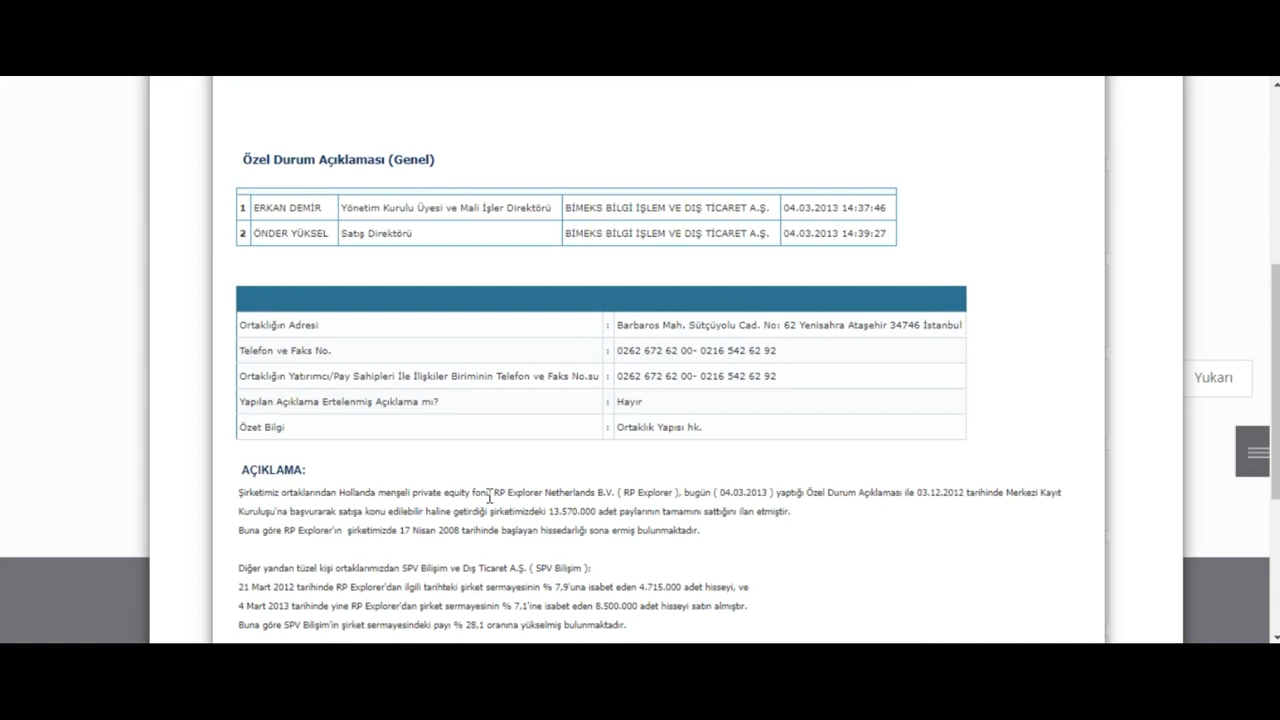 Özel Durum Açıklaması (Genel)
1 ERKAN DEMİR Yönetim Kurulu Üyesi ve Mali İşler Direktörü BİMEKS BİLGİ İŞLEM VE DIŞ TİCARET A.Ş. 04.03.2013 14:37:46
2 ÖNDER YÜKSEL Satış Direktörü BİMEKS BİLGİ İŞLEM VE DIŞ TİCARET A.Ş. 04.03.2013 14:39:27
Ortaklığın Adresi : Barbaros Mah. Sütçüyolu Cad. No: 62 Yenisahra Ataşehir 34746 İstanbul
Telefon ve Faks No. : 0262 672 62 00- 0216 542 62 92
Ortaklığın Yatırımcı/Pay Sahipleri İle İlişkiler Biriminin Telefon ve Faks No.su : 0262 672 62 00- 0216 542 62 92
Yapılan Açıklama Ertelenmiş Açıklama mı? : Hayır
Özet Bilgi : Ortaklık Yapısı hk.
Yukarı
AÇIKLAMA:
Şirketimiz ortaklarından Hollanda menşeli private equity fonu RP Explorer Netherlands B.V. ( RP Explorer ), bugün ( 04.03.2013 ) yaptığı Özel Durum Açıklaması ile 03.12.2012 tarihinde Merkezi Kayıt
Kuruluşu'na başvurarak satışa konu edilebilir haline getirdiği şirketimizdeki 13.570.000 adet paylarının tamamını sattığını ilan etmiştir.
Buna göre RP Explorer'ın şirketimizde 17 Nisan 2008 tarihinde başlayan hissedarlığı sona ermiş bulunmaktadır.
Diğer yandan tüzel kişi ortaklarımızdan SPV Bilişim ve Dış Ticaret A.Ş. ( SPV Bilişim );
21 Mart 2012 tarihinde RP Explorer'dan ilgili tarihteki şirket sermayesinin % 7,9'una isabet eden 4.715.000 adet hisseyi, ve
4 Mart 2013 tarihinde yine RP Explorer'dan şirket sermayesinin % 7,1'ine isabet eden 8.500.000 adet hisseyi satın almıştır.
Buna göre SPV Bilişim'in şirket sermayesindeki payı % 28,1 oranına yükselmiş bulunmaktadır.